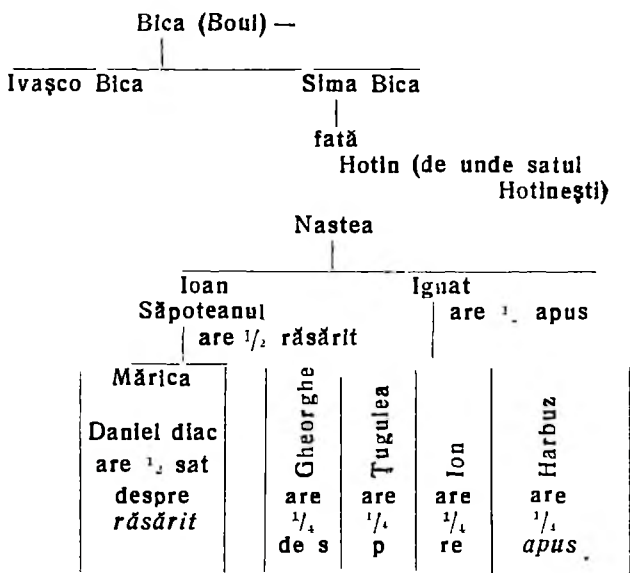 Bica (Boul) —
Ivaşco Bica Sima Bica
fată
Hotin (de unde satul
Hotineşti)
Nastea
Ioan Ignat
Săpoteanul are apus
are 1/2 răsărit
Mărica
Daniel diac
are 1/2 sat
despre
răsărit
Gheorghe Ţugulea Ion Harbuz
are are are are
1/4 1/4 1/4 1/4
de s p re apus